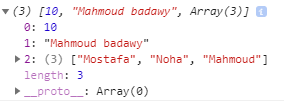 ▼ (3) [10, "Mahmoud badawy", Array(3)] i
0: 10
1: "Mahmoud badawy"
▶ 2: (3) ["Mostafa", "Noha", "Mahmoud"]
length: 3
▶ __proto__: Array(0)